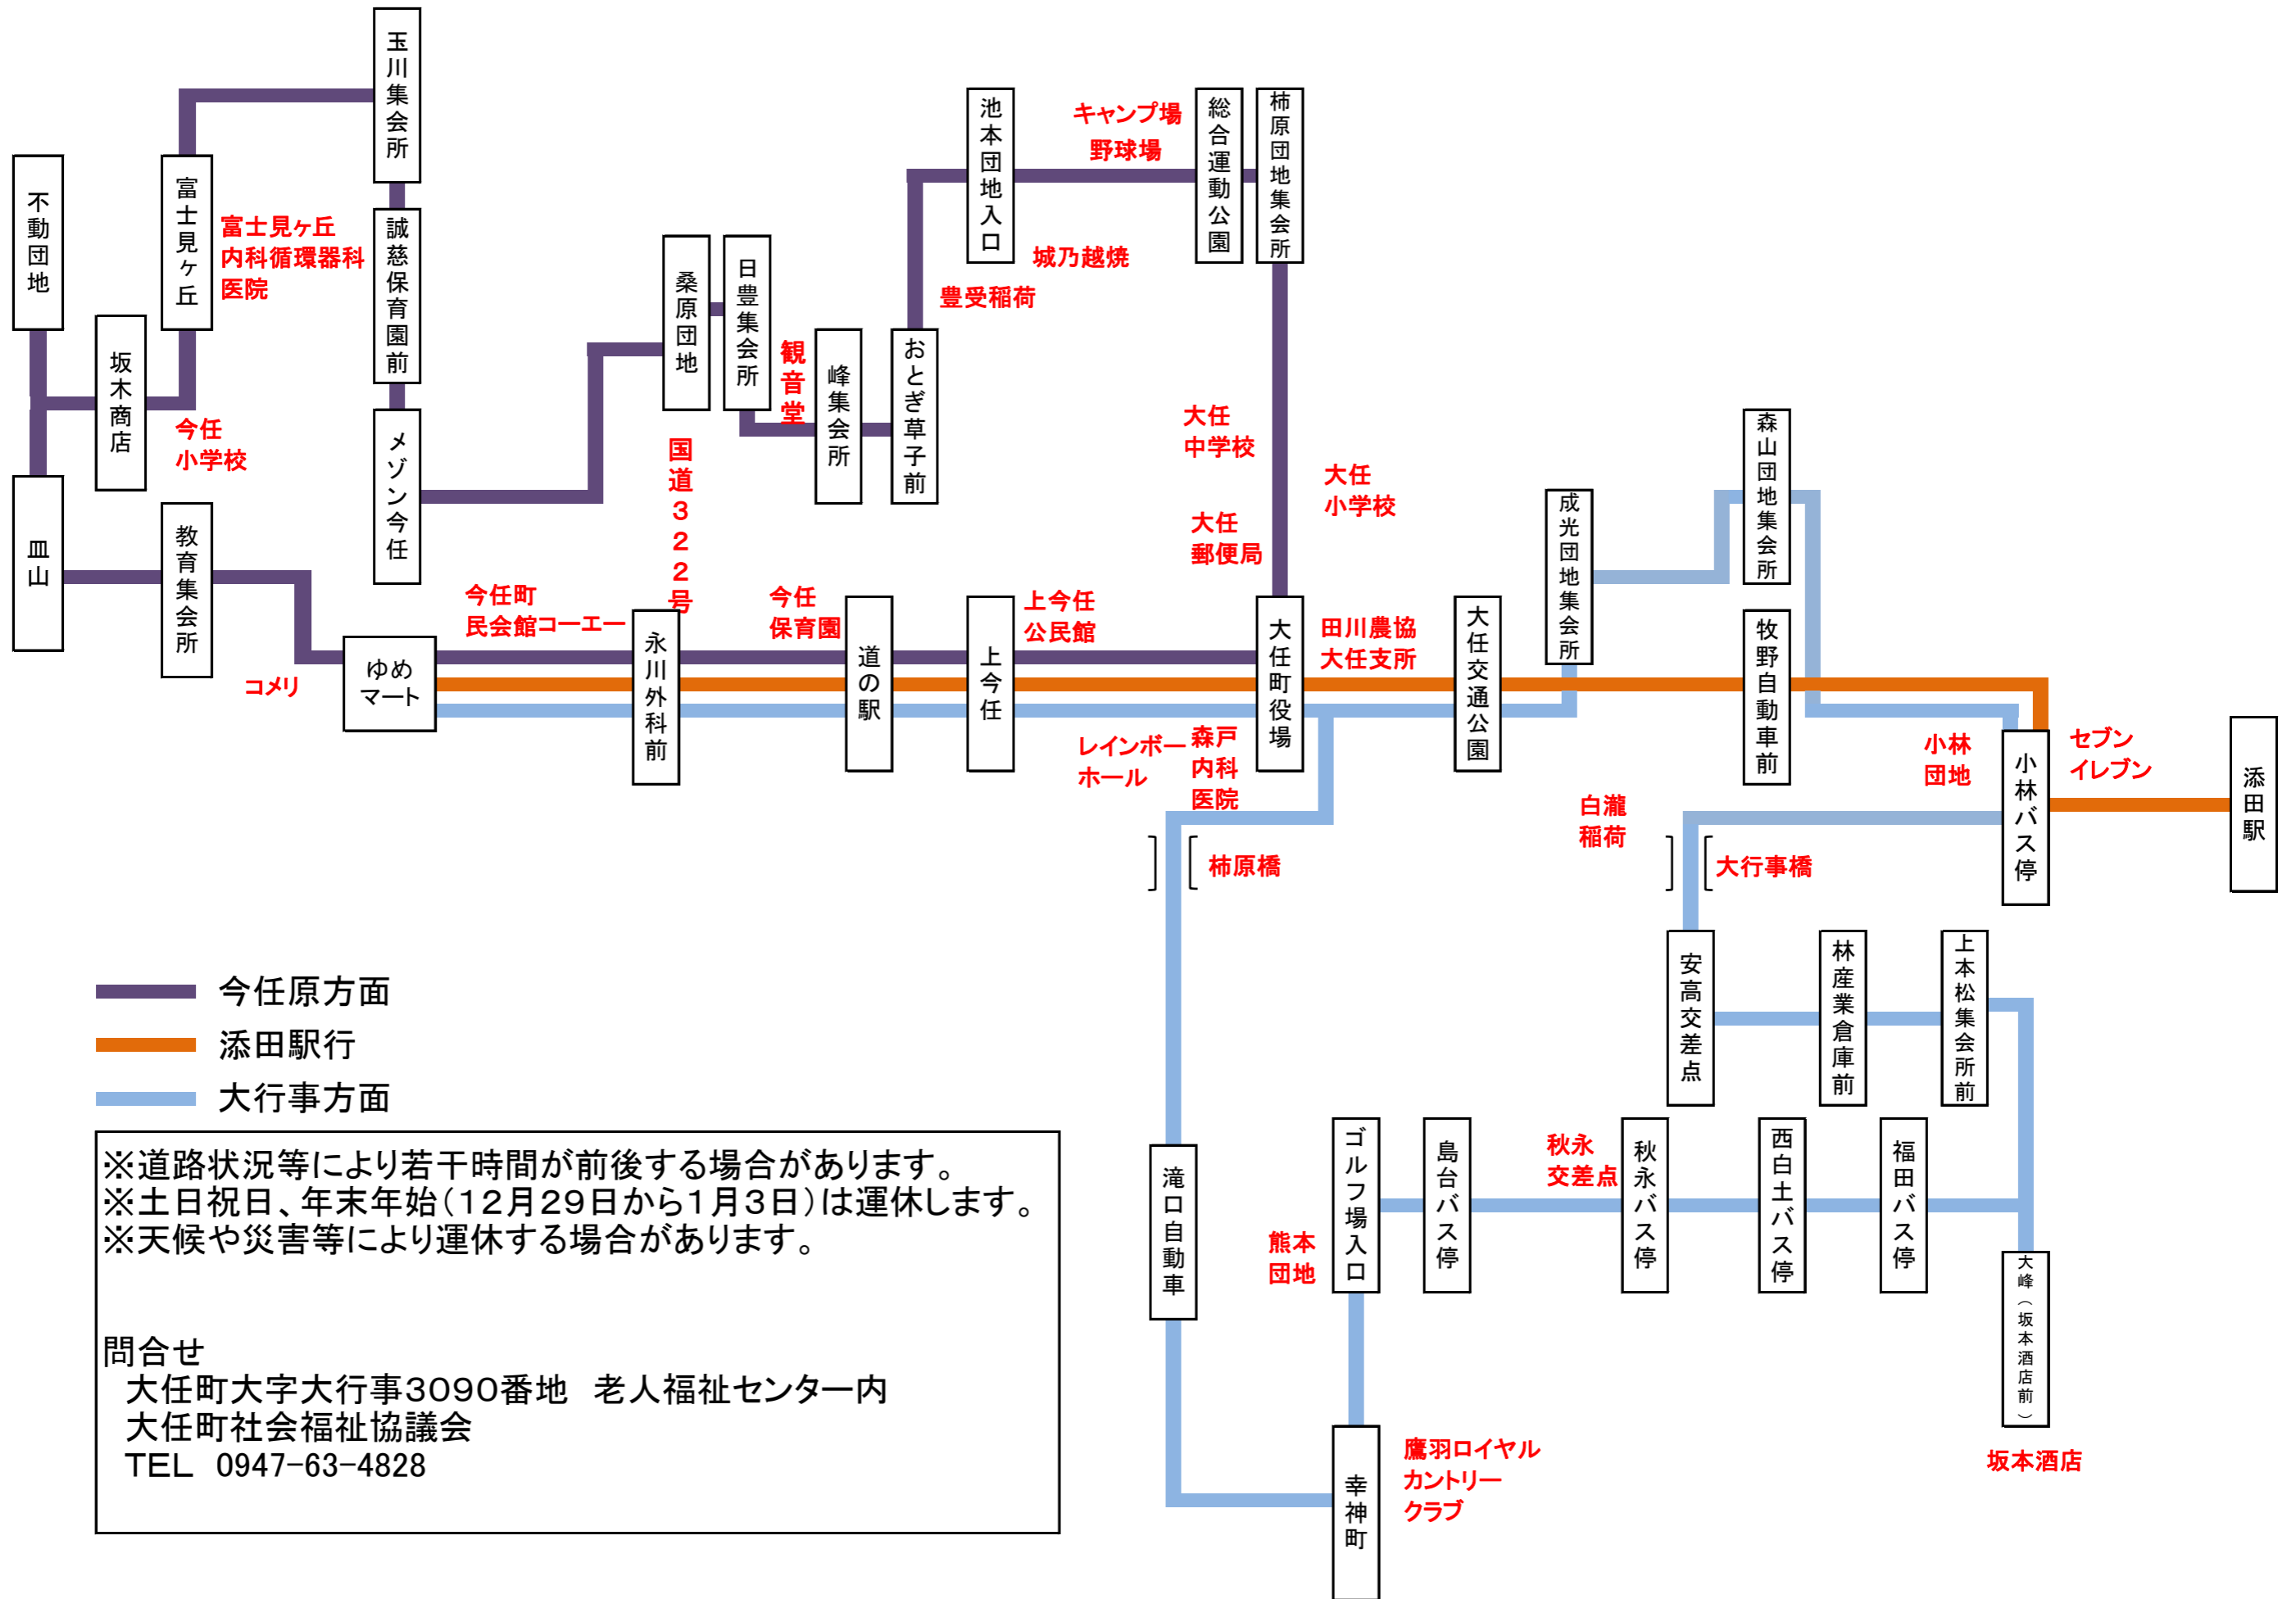 玉川集会所
不動団地
富士見ヶ丘
富士見ヶ丘
内科循環器科
医院
誠慈保育園前
坂木商店
今任
小学校
メゾン今任
皿山
教育集会所
コメリ
ゆめ
マート
桑原団地
日豊集会所
観音堂
国道322号
峰集会所
おとぎ草子前
豊受稲荷
池本団地入口
城乃越焼
キャンプ場
野球場
総合運動公園
柿原団地集会所
大任
中学校
大任
小学校
大任
郵便局
今任町
民会館コーエー
永川外科前
今任
保育園
道の駅
上今任
上今任
公民館
大任町役場
田川農協
大任支所
大任交通公園
成光団地集会所
森山団地集会所
牧野自動車前
レインボー
ホール
森戸
内科
医院
柿原橋
小林
団地
セブン
イレブン
小林バス停
添田駅
白瀧
稲荷
大行事橋
安高交差点
林産業倉庫前
上本松集会所前
滝口自動車
熊本
団地
ゴルフ場入口
島台バス停
秋永
交差点
秋永バス停
西白土バス停
福田バス停
大峰（坂本酒店前）
坂本酒店
幸神町
鷹羽ロイヤル
カントリー
クラブ
今任原方面
添田駅行
大行事方面
※道路状況等により若干時間が前後する場合があります。
※土日祝日、年末年始(12月29日から1月3日)は運休します。
※天候や災害等により運休する場合があります。
問合せ
大任町大字大行事3090番地　老人福祉センター内
大任町社会福祉協議会
TEL　0947-63-4828